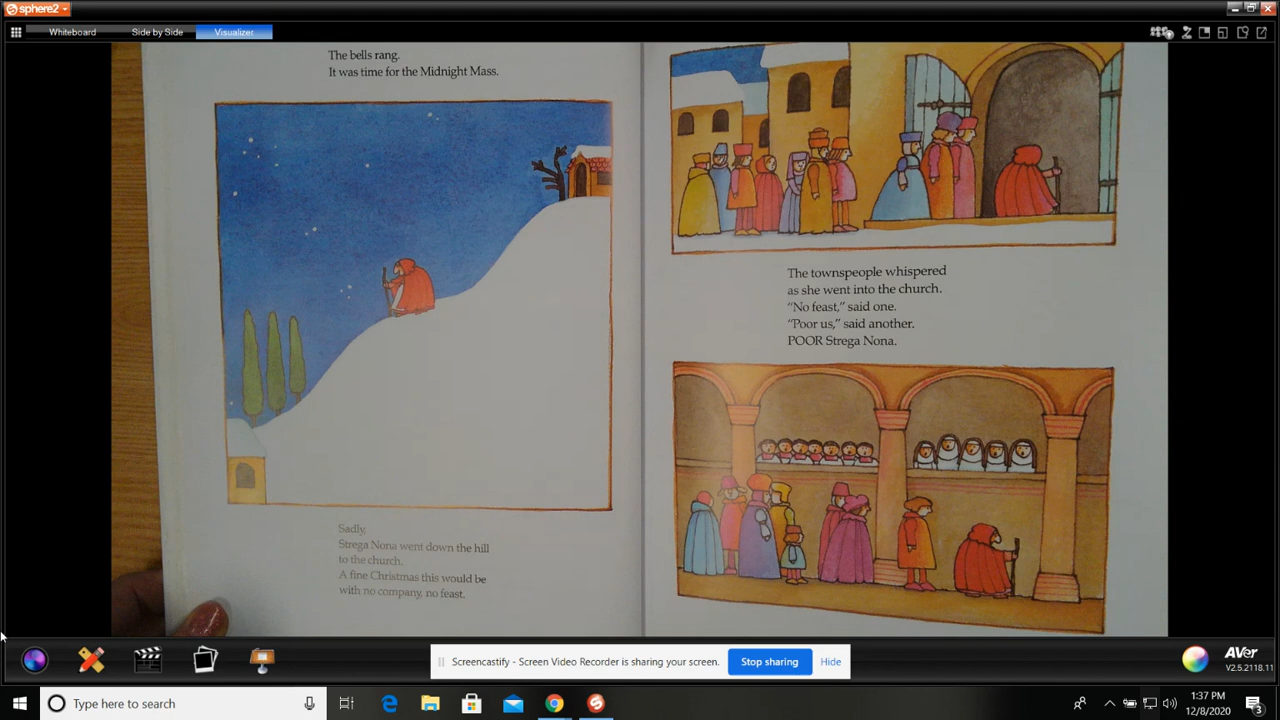 sphere2
Whiteboard
Side by Side
Visualizer
The bells rang.
It was time for the Midnight Mass.
Sadly,
Strega Nona went down the hill
to the church.
A fine Christmas this would be
with no company, no feast.
The townspeople whispered
as she went into the church.
“No feast,” said one.
“Poor us,” said another.
POOR Strega Nona.
Screencastify - Screen Video Recorder is sharing your screen.
Stop sharing
Hide
AVer
V2.5.2118.11
Type here to search
1:37 PM
12/8/2020
3